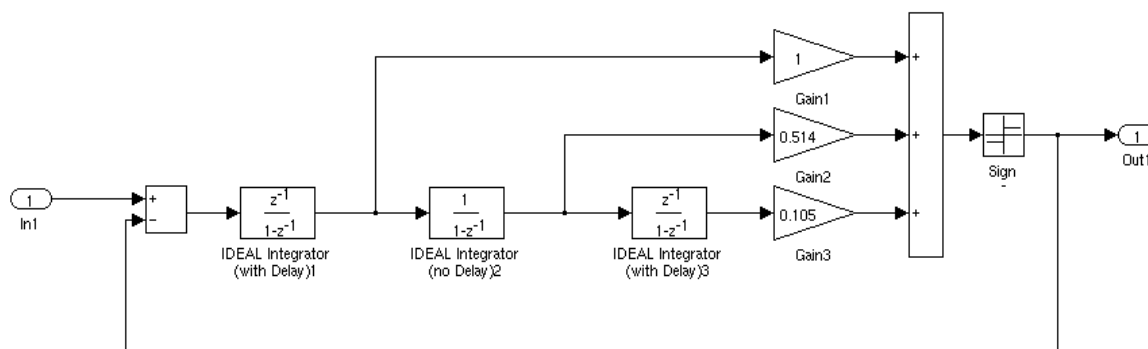 1
Gain1
+
0.514
Gain2
+
0.105
Gain3
+
Sign
-
1
Out1
1
In1
+
−
z-1
1-z-1
IDEAL Integrator
(with Delay)1
1
1-z-1
IDEAL Integrator
(no Delay)2
z-1
1-z-1
IDEAL Integrator
(with Delay)3